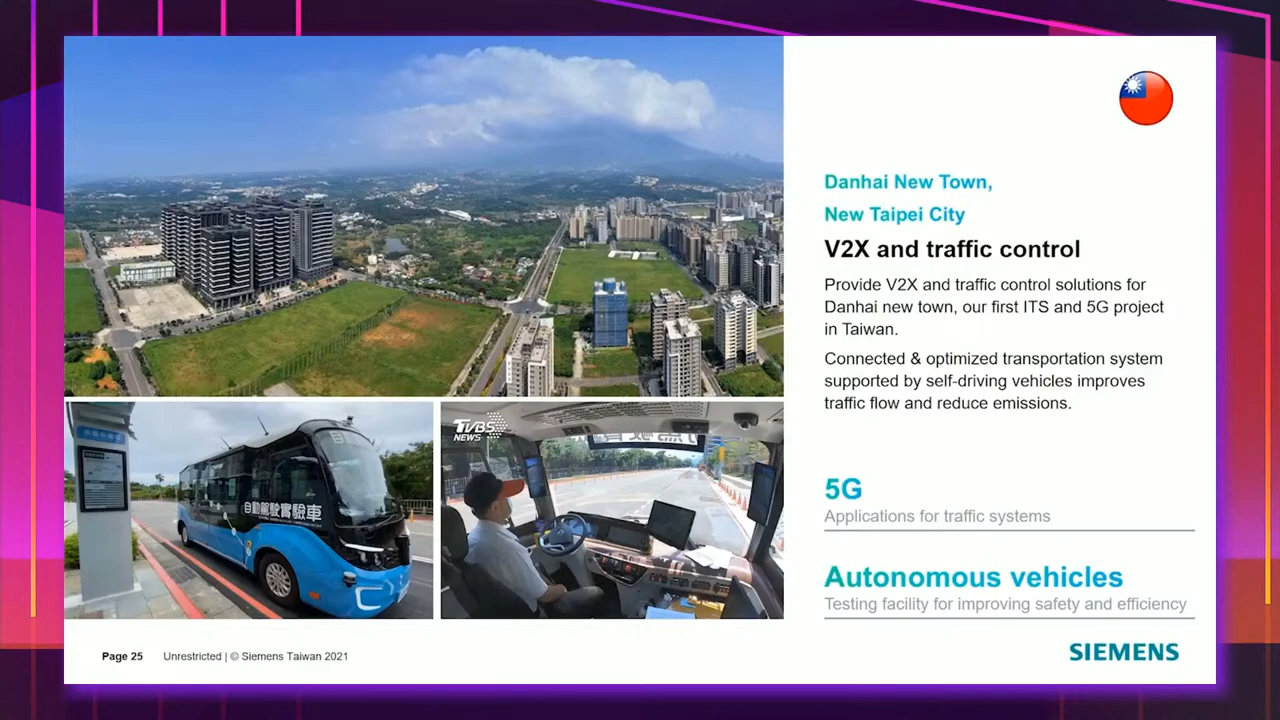 Danhai New Town,
New Taipei City
V2X and traffic control
Provide V2X and traffic control solutions for
Danhai new town, our first ITS and 5G project
in Taiwan.
Connected & optimized transportation system
supported by self-driving vehicles improves
traffic flow and reduce emissions.
5G
Applications for traffic systems
Autonomous vehicles
Testing facility for improving safety and efficiency
自動駕駛實驗車
TVBS
NEWS
Page 25 Unrestricted | © Siemens Taiwan 2021
SIEMENS